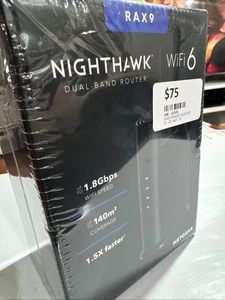 RAX9
NIGHTHAWK WiFi 6
DUAL-BAND ROUTER
$75
1.8Gbps
WIFI SPEED
140m²
COVERAGE
1.5X faster
NETGEAR